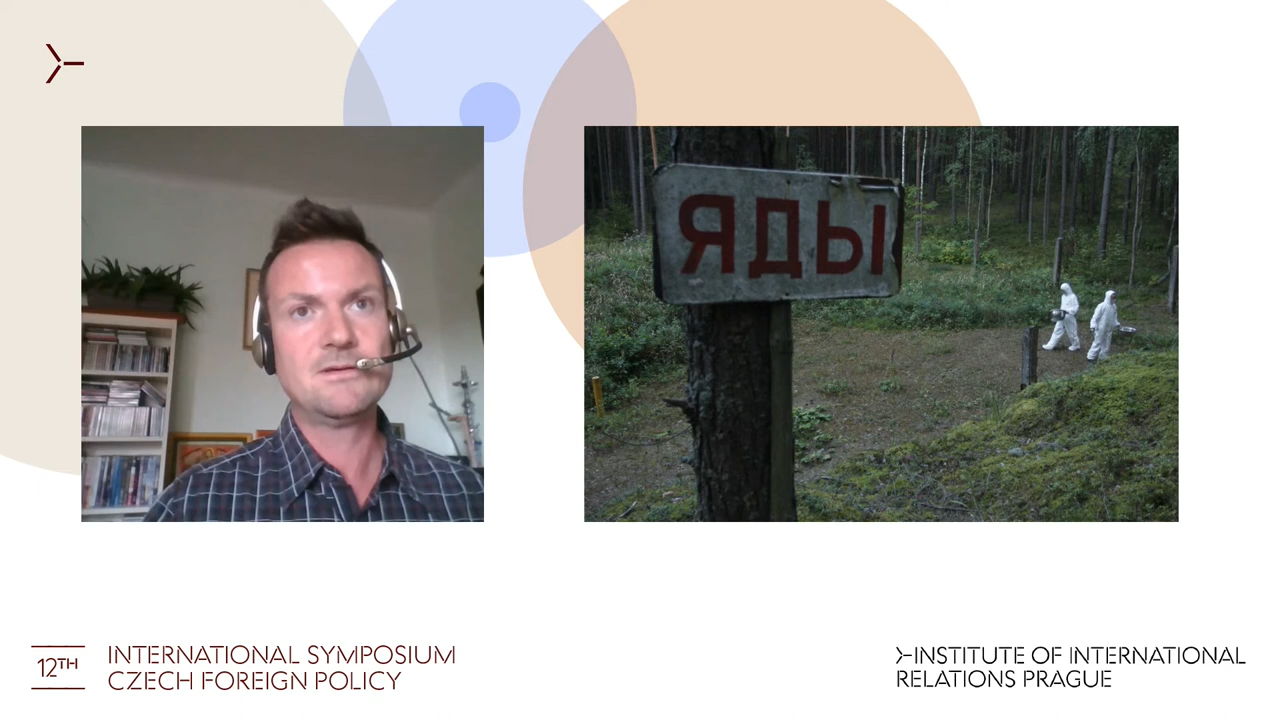 ЯДЫ
12TH
INTERNATIONAL SYMPOSIUM
CZECH FOREIGN POLICY
INSTITUTE OF INTERNATIONAL
RELATIONS PRAGUE